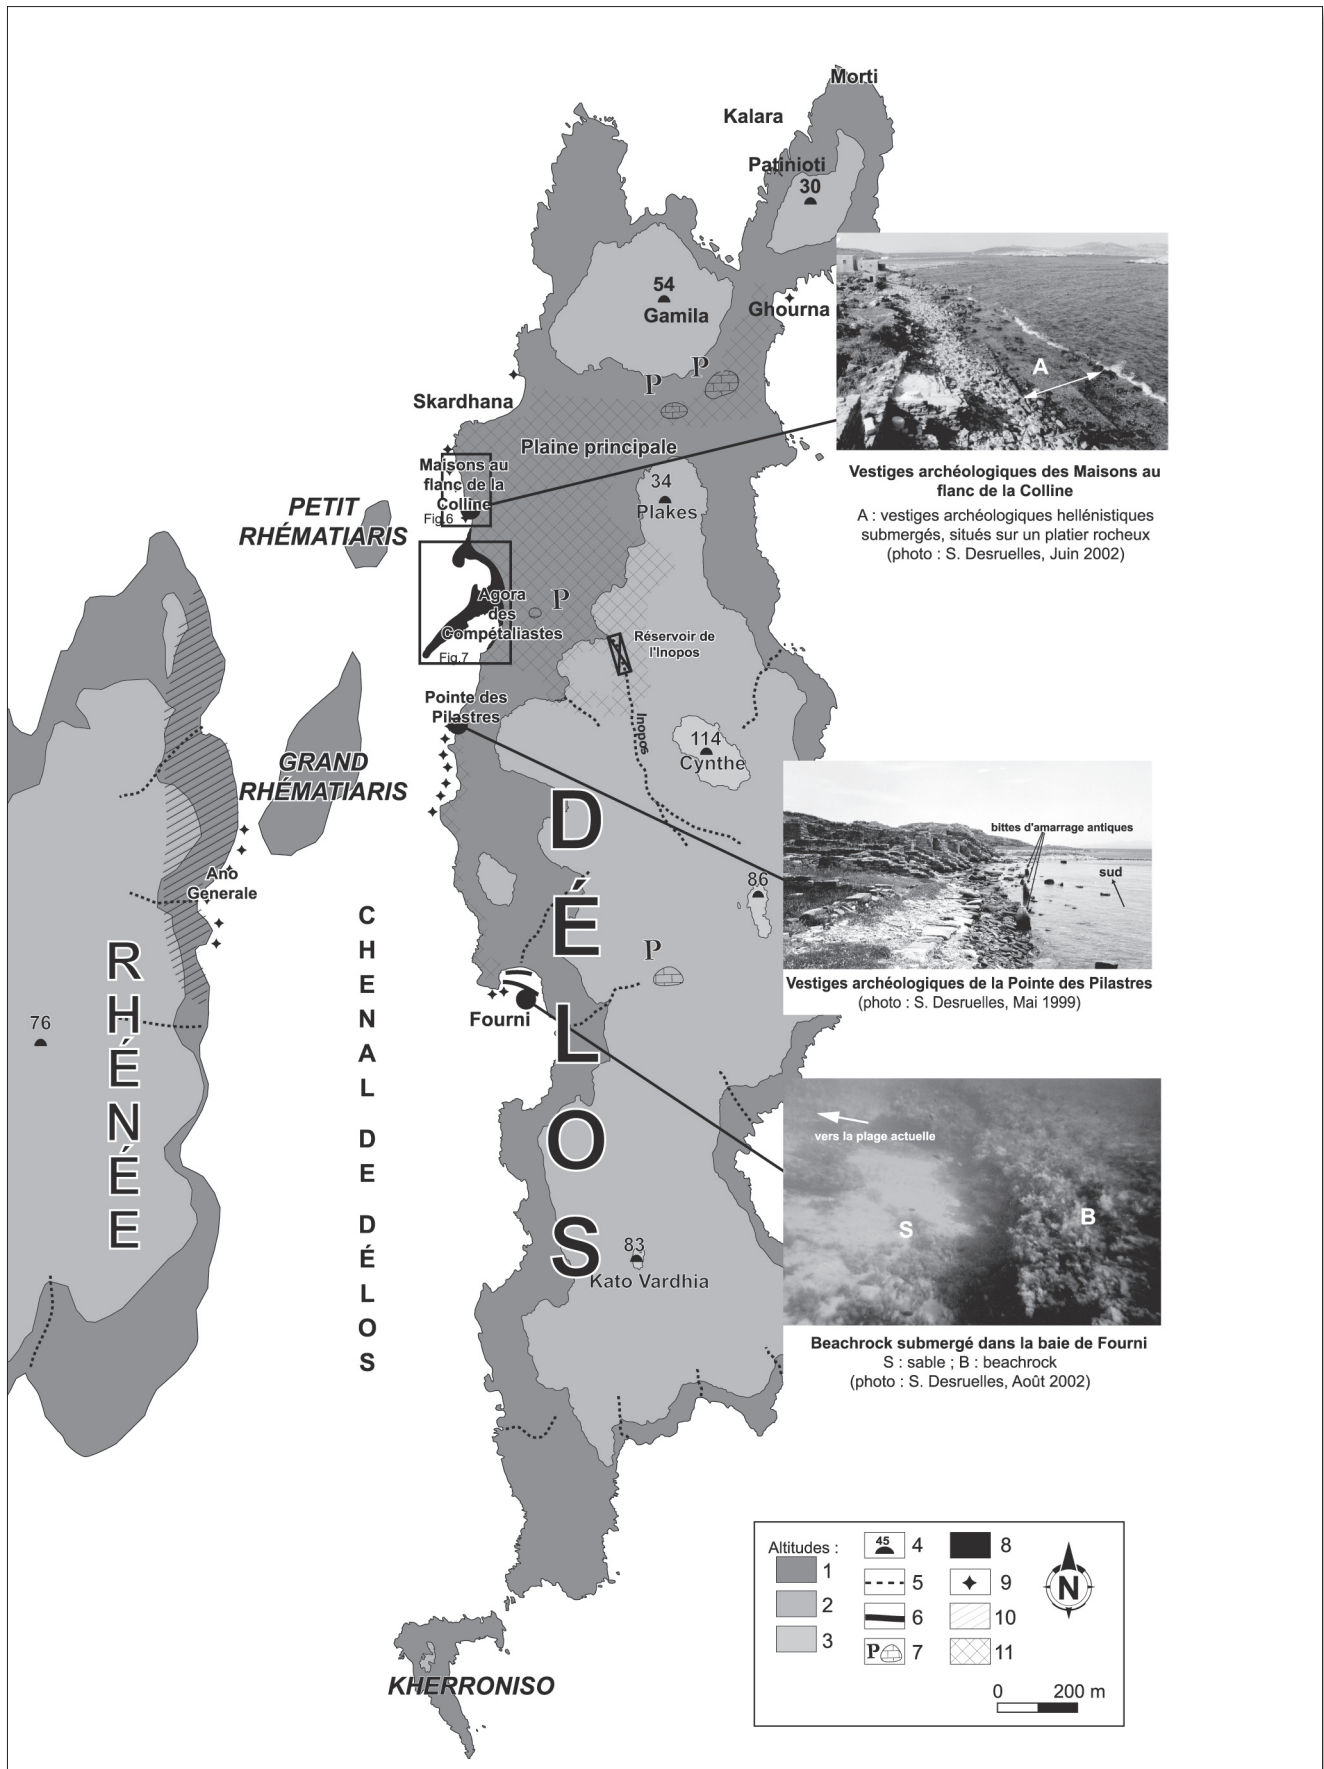 Morti
Kalara
Patinioti
30
54
Gamila
Ghourna
P
P
Skardhana
A
Plaine principale
Maisons au
flanc de la
Colline
Fig.6
34
Plakes
Vestiges archéologiques des Maisons au
flanc de la Colline
A : vestiges archéologiques hellénistiques
submergés, situés sur un platier rocheux
(photo : S. Desruelles, Juin 2002)
PETIT
RHÉMATIARIS
Agora
des
Compétaliastes
P
Fig.7
Réservoir de
l'Inopos
Inopos
Pointe des
Pilastres
114
Cynthe
GRAND
RHÉMATIARIS
bittes d'amarrage antiques
sud
86
Ano
Generale
Vestiges archéologiques de la Pointe des Pilastres
(photo : S. Desruelles, Mai 1999)
P
Fourni
76
RHÉNÉE
CHENAL DE DÉLOS
DÉLOS
vers la plage actuelle
S
B
83
Kato Vardhia
Beachrock submergé dans la baie de Fourni
S : sable ; B : beachrock
(photo : S. Desruelles, Août 2002)
KHERRONISO
Altitudes :
1
2
3
45
4
5
6
P
7
8
9
10
11
N
0 200 m